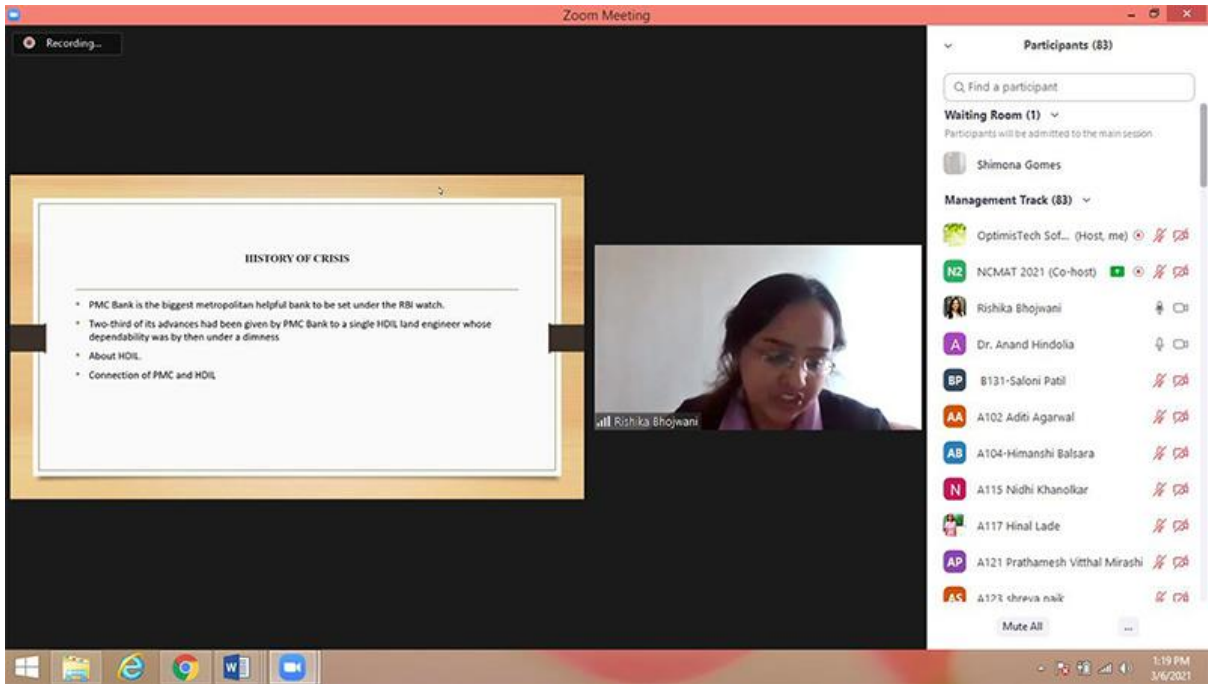 Zoom Meeting
Recording...
HISTORY OF CRISIS
PMC Bank is the biggest metropolitan helpful bank to be set under the RBI watch.
Two-third of its advances had been given by PMC Bank to a single HDIL land engineer whose
dependability was by then under a dimness
About HDIL.
Connection of PMC and HDIL
Rishika Bhojwani
Participants (83)
Find a participant
Waiting Room (1)
Participants will be admitted to the main session.
Shimona Gomes
Management Track (83)
OptimisTech Sof... (Host, me)
N2 NCMAT 2021 (Co-host)
Rishika Bhojwani
A Dr. Anand Hindolia
BP B131-Saloni Patil
AA A102 Aditi Agarwal
AB A104-Himanshi Balsara
N A115 Nidhi Khanolkar
A117 Hinal Lade
AP A121 Prathamesh Vitthal Mirashi
AS A123 shreya naik
Mute All
...
1:19 PM
3/6/2021